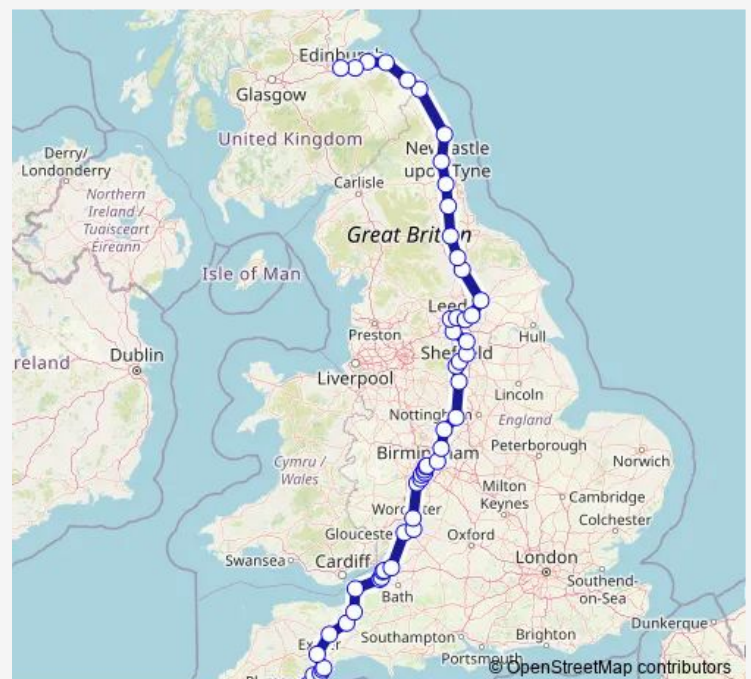 Edinburgh
Glasgow
United Kingdom
Derry/
Londonderry
Newcastle
upon Tyne
Carlisle
Northern
Ireland /
Tuaisceart
Éireann
Great Britain
Isle of Man
Leeds
Preston
Hull
Dublin
Sheffield
Liverpool
Lincoln
Nottingham
England
Birmingham
Peterborough
Norwich
Cymru /
Wales
Milton
Keynes
Cambridge
Worcester
Colchester
Glouceste
Oxford
Swansea
Cardiff
London
Southend-
on-Sea
Bath
Dunkerque
Southampton
Brighton
Exeter
Portsmouth
© OpenStreetMap contributors